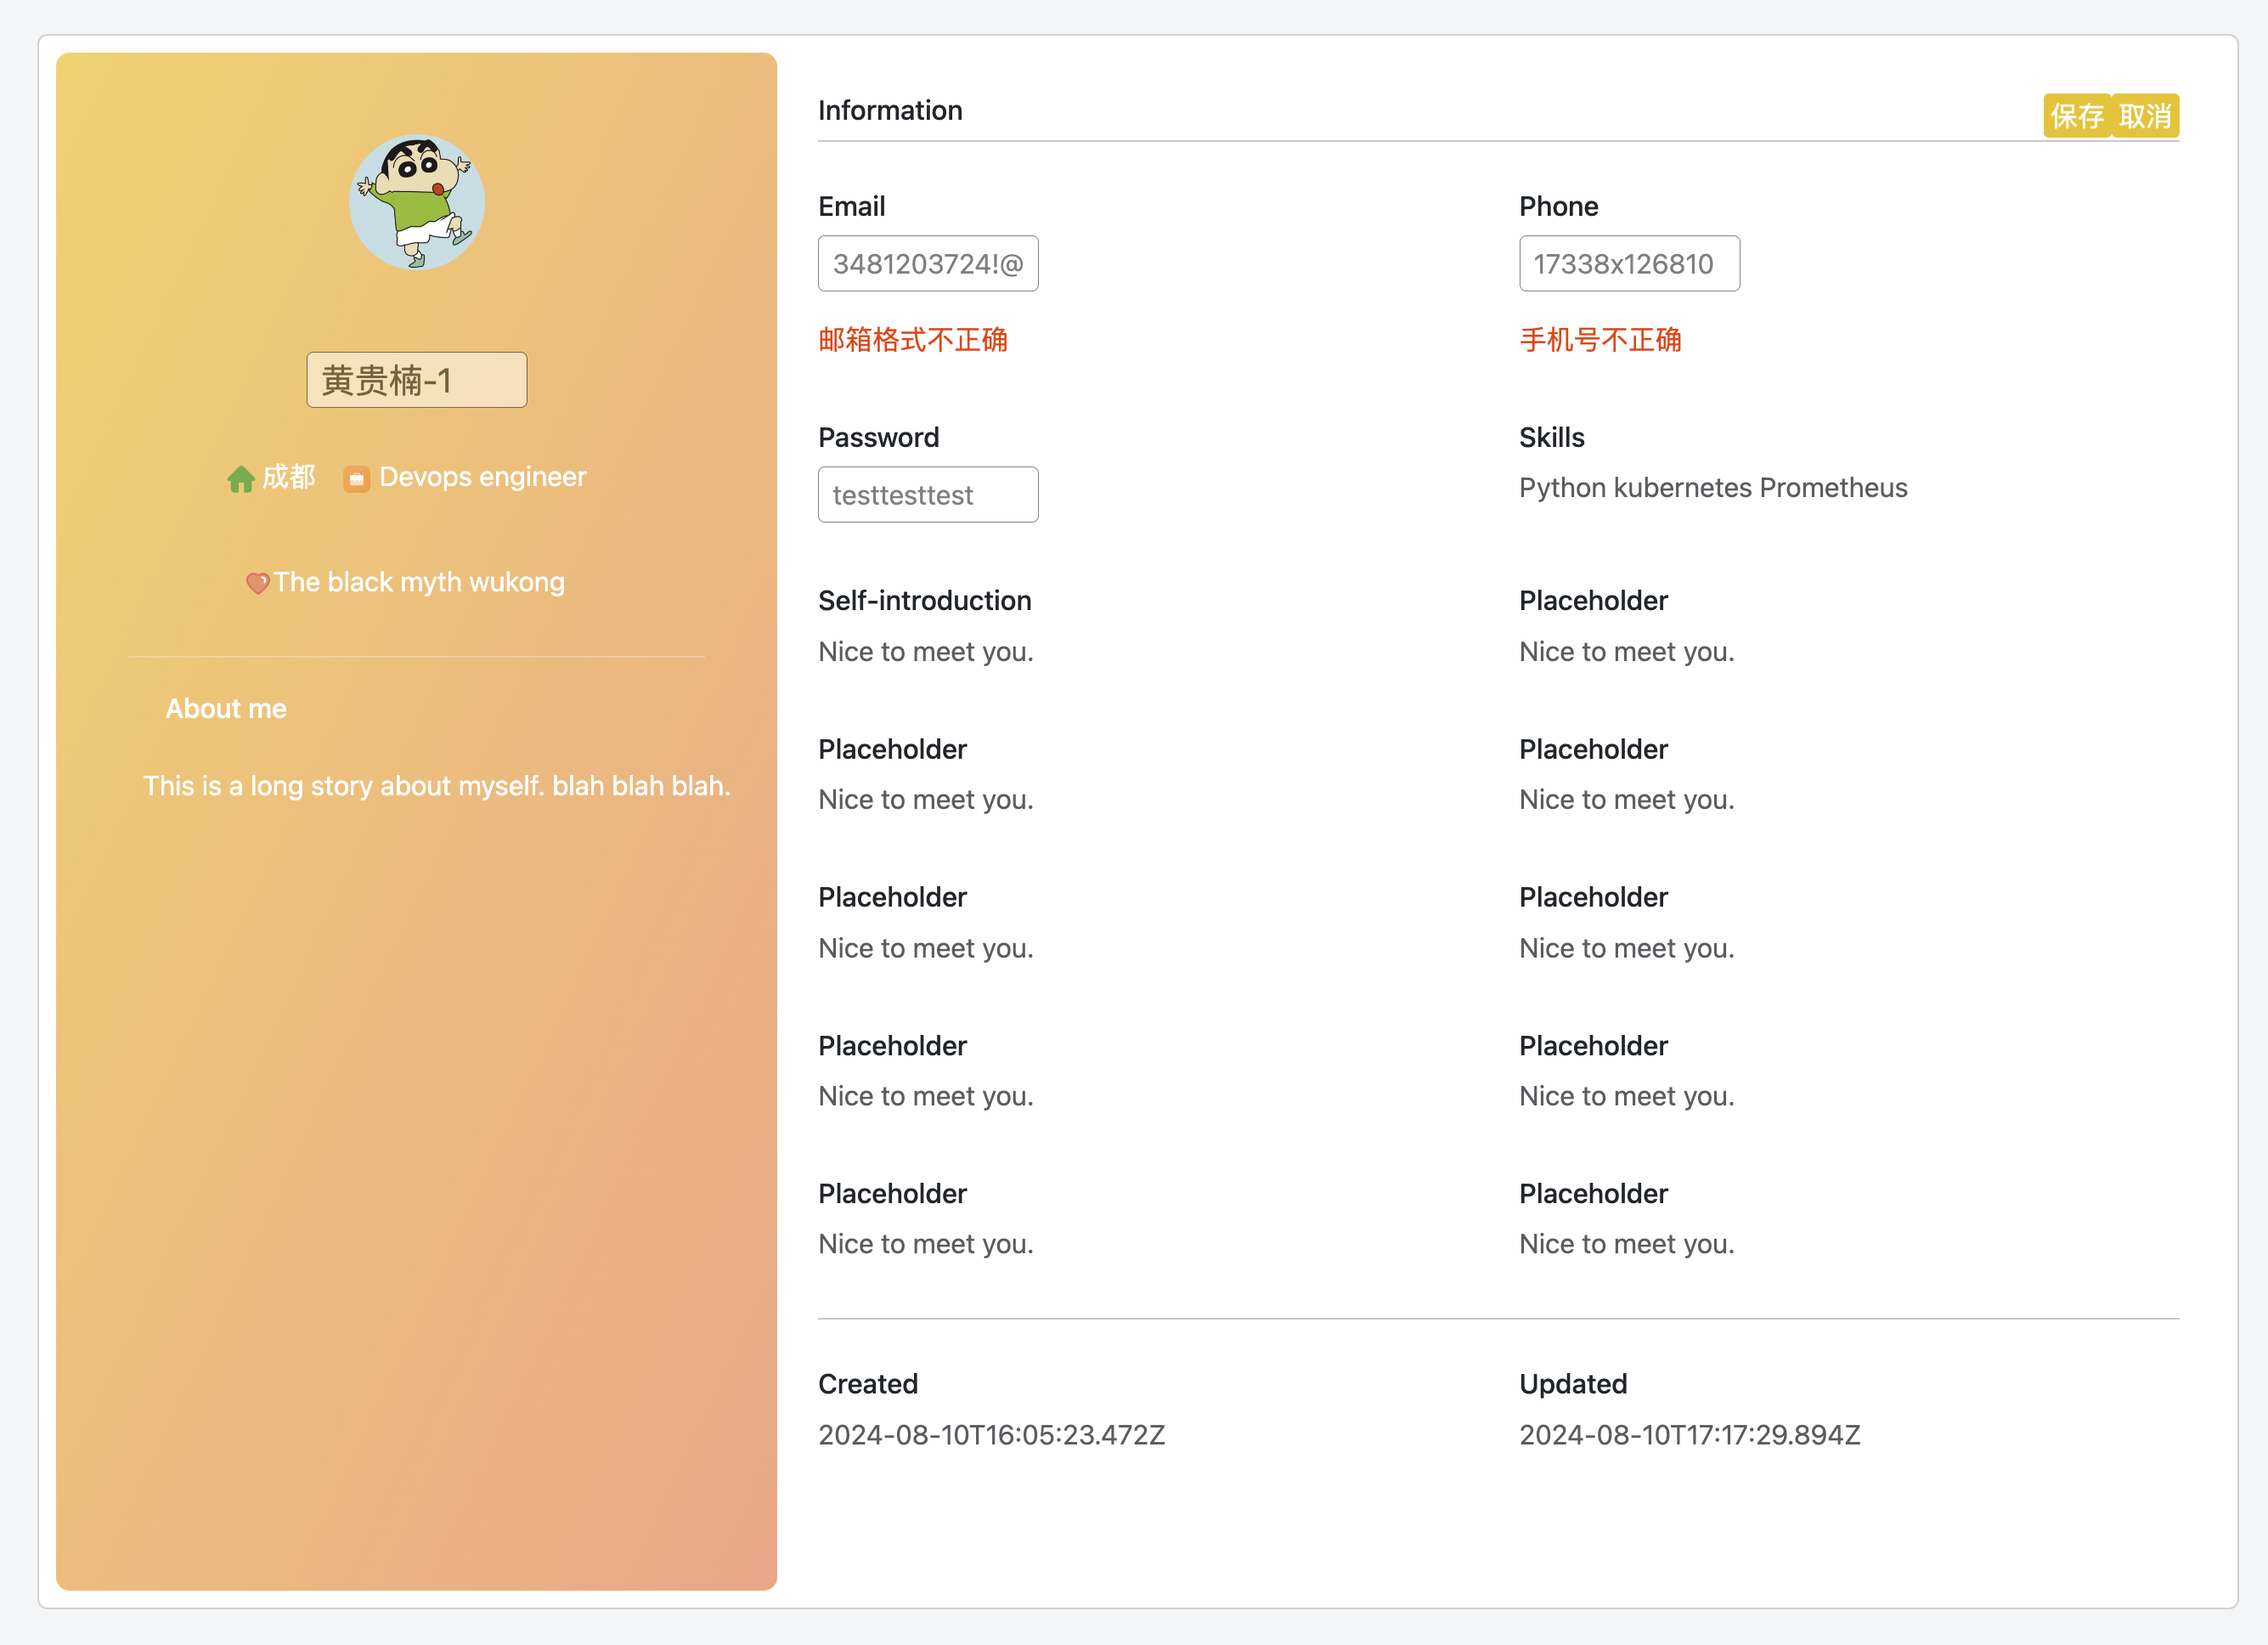 黄贵楠-1
成都 Devops engineer
The black myth wukong
About me
This is a long story about myself. blah blah blah.
Information
保存 取消
Email
3481203724!@
邮箱格式不正确
Phone
17338x126810
手机号不正确
Password
testtesttest
Skills
Python kubernetes Prometheus
Self-introduction
Nice to meet you.
Placeholder
Nice to meet you.
Placeholder
Nice to meet you.
Placeholder
Nice to meet you.
Placeholder
Nice to meet you.
Placeholder
Nice to meet you.
Placeholder
Nice to meet you.
Placeholder
Nice to meet you.
Placeholder
Nice to meet you.
Placeholder
Nice to meet you.
Created
2024-08-10T16:05:23.472Z
Updated
2024-08-10T17:17:29.894Z